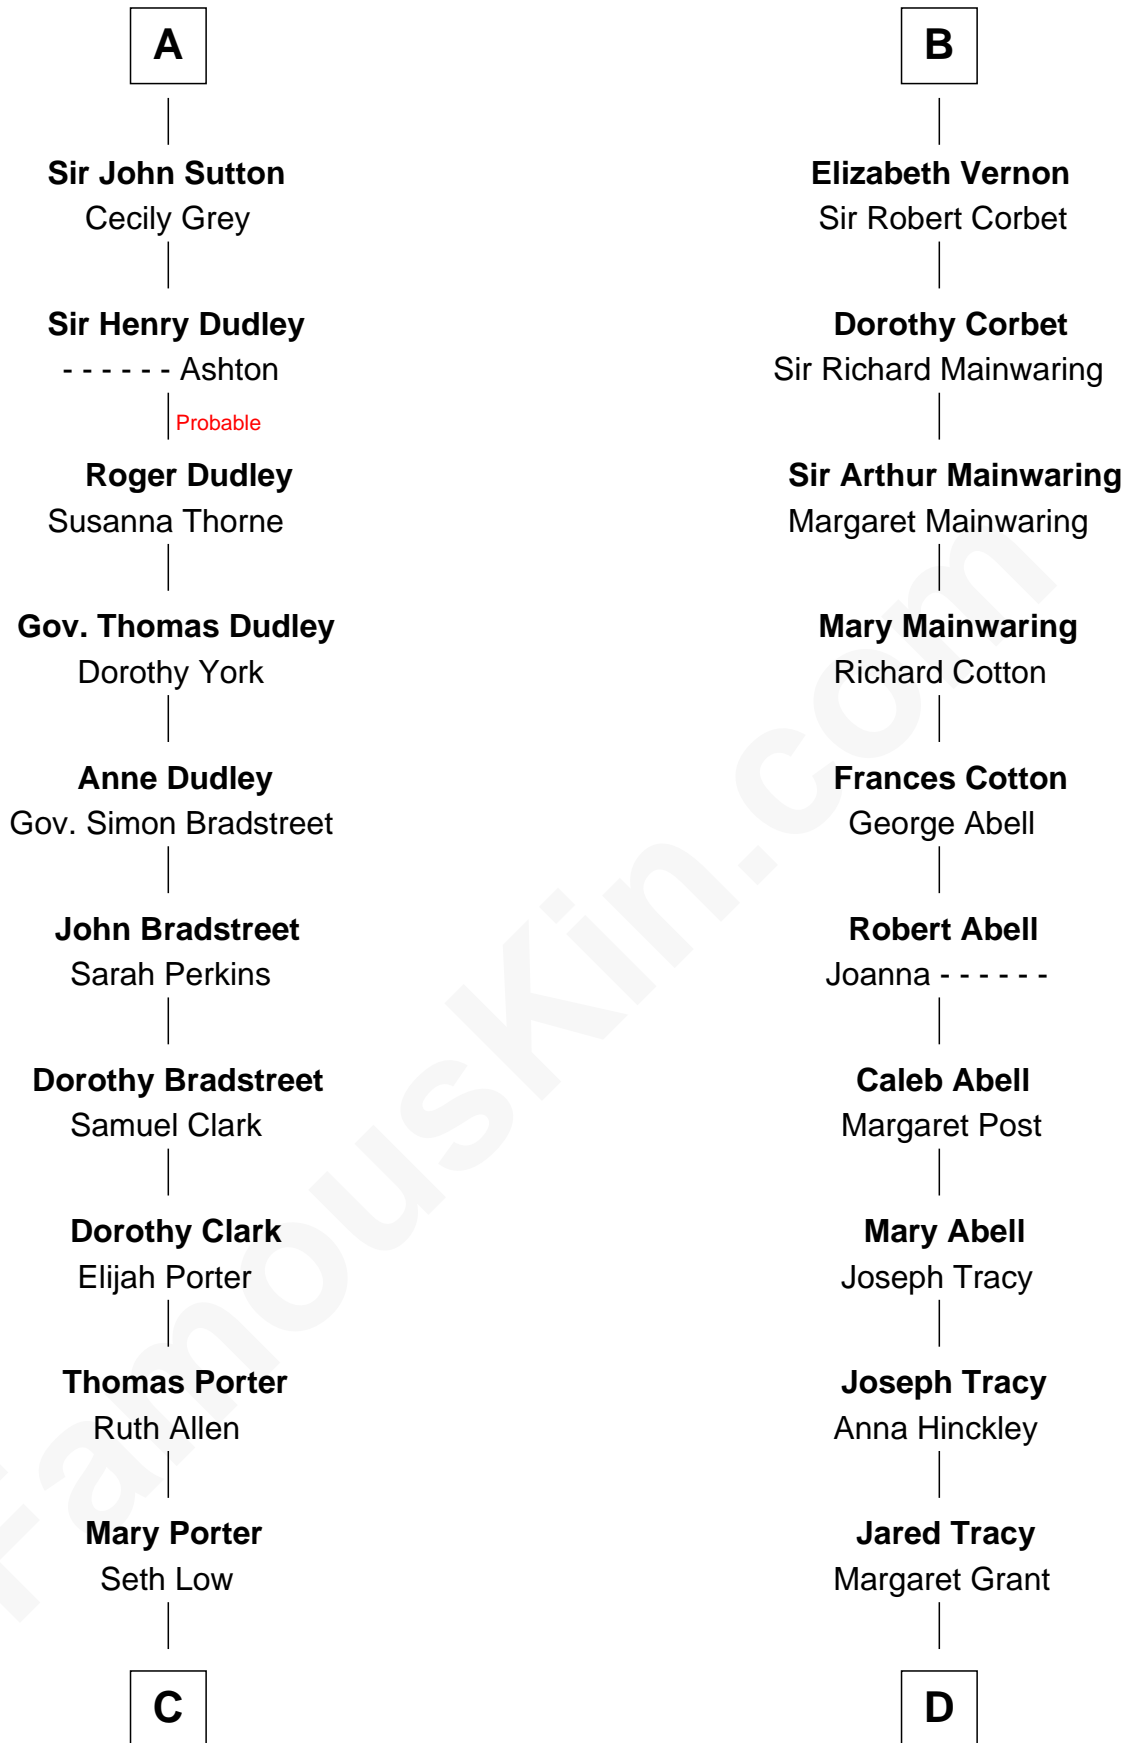 A
Sir John Sutton
Cecily Grey
Sir Henry Dudley
- - - - - - Ashton
Probable
Roger Dudley
Susanna Thorne
Gov. Thomas Dudley
Dorothy York
Anne Dudley
Gov. Simon Bradstreet
John Bradstreet
Sarah Perkins
Dorothy Bradstreet
Samuel Clark
Dorothy Clark
Elijah Porter
Thomas Porter
Ruth Allen
Mary Porter
Seth Low
C
B
Elizabeth Vernon
Sir Robert Corbet
Dorothy Corbet
Sir Richard Mainwaring
Sir Arthur Mainwaring
Margaret Mainwaring
Mary Mainwaring
Richard Cotton
Frances Cotton
George Abell
Robert Abell
Joanna - - - - - -
Caleb Abell
Margaret Post
Mary Abell
Joseph Tracy
Joseph Tracy
Anna Hinckley
Jared Tracy
Margaret Grant
D
FamousKin.com